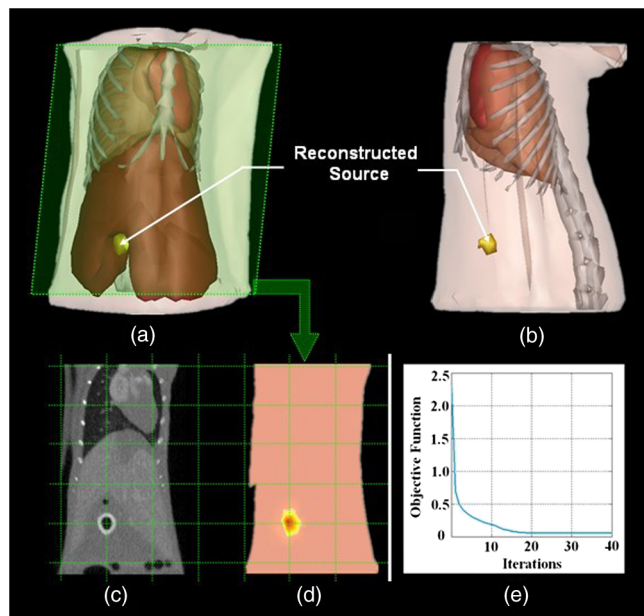 Reconstructed
Source
(a)
(b)
2.5
2.0
1.5
1.0
0.5
0
Objective Function
10
20
30
40
Iterations
(c)
(d)
(e)